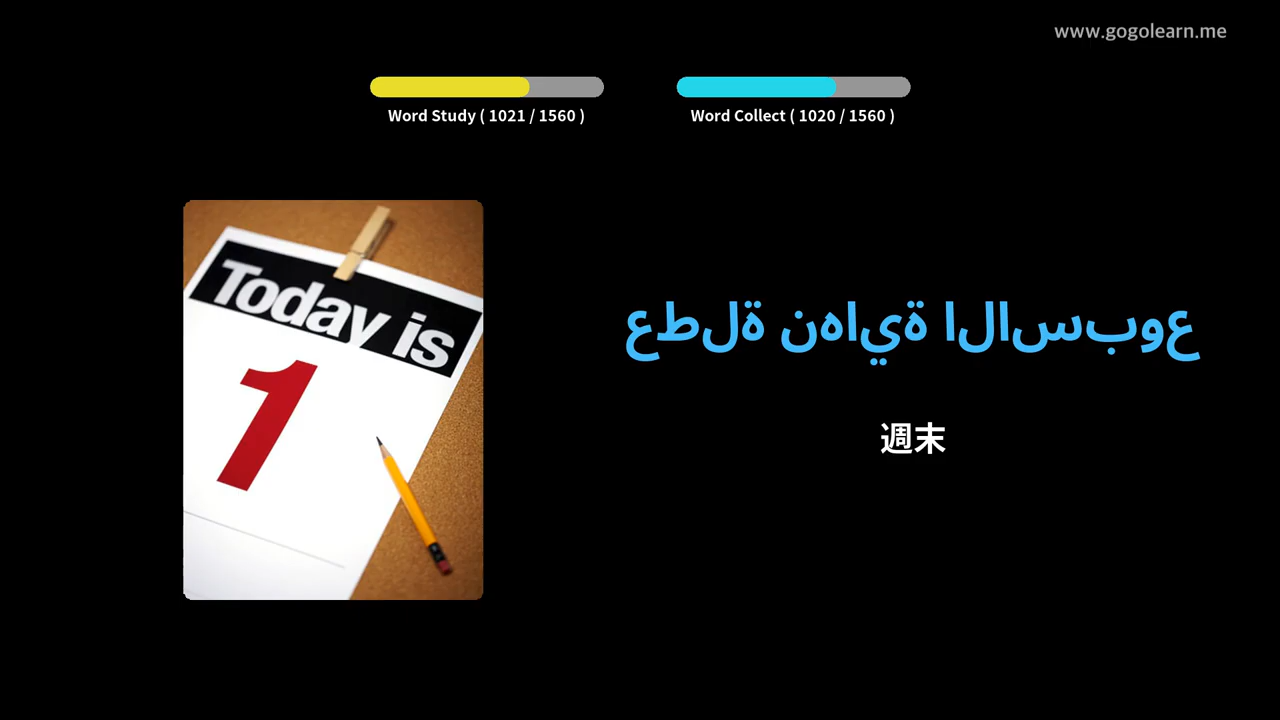 www.gogolearn.me
Word Study ( 1021 / 1560 )
Word Collect ( 1020 / 1560 )
Today is
1
عطلة نهاية الاسبوع
週末